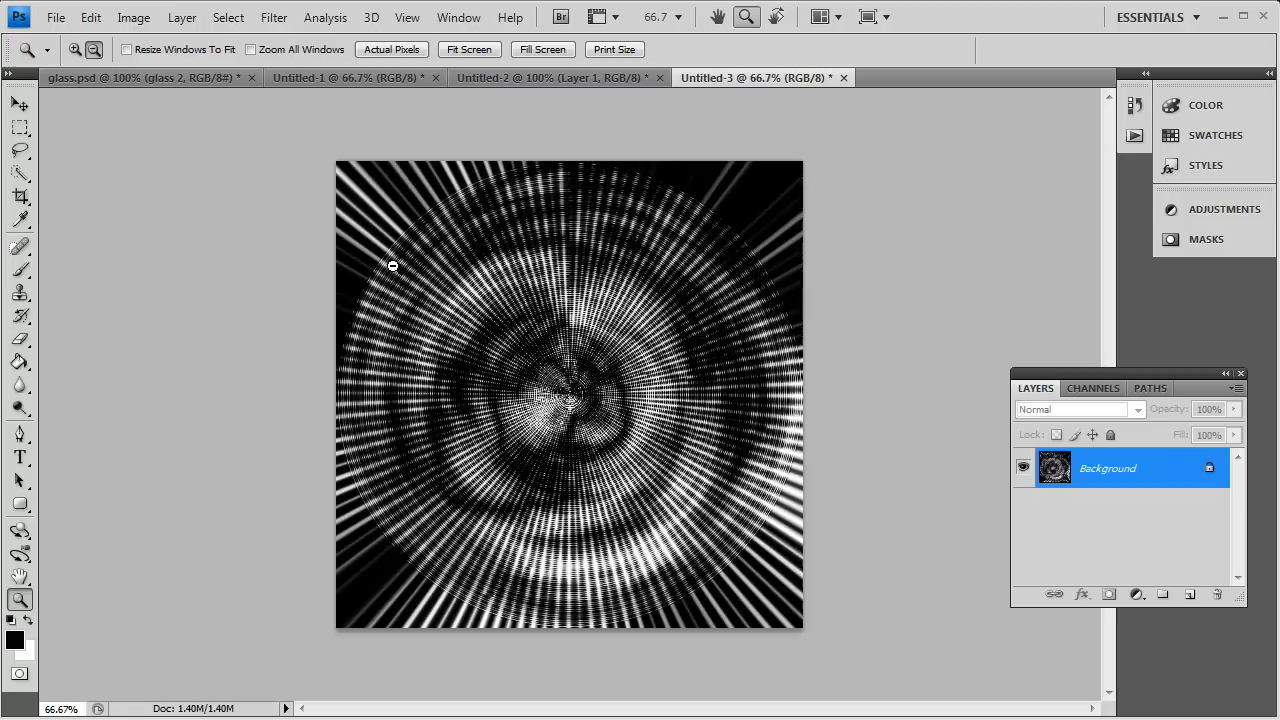 Ps File Edit Image Layer Select Filter Analysis 3D View Window Help Br 66.7 ESSENTIALS
Resize Windows To Fit Zoom All Windows Actual Pixels Fit Screen Fill Screen Print Size
glass.psd @ 100% (glass 2, RGB/8#) * Untitled-1 @ 66.7% (RGB/8) * Untitled-2 @ 100% (Layer 1, RGB/8) * Untitled-3 @ 66.7% (RGB/8) *
COLOR
SWATCHES
STYLES
ADJUSTMENTS
MASKS
LAYERS CHANNELS PATHS
Normal Opacity: 100%
Lock: Fill: 100%
Background
66.67% Doc: 1.40M/1.40M